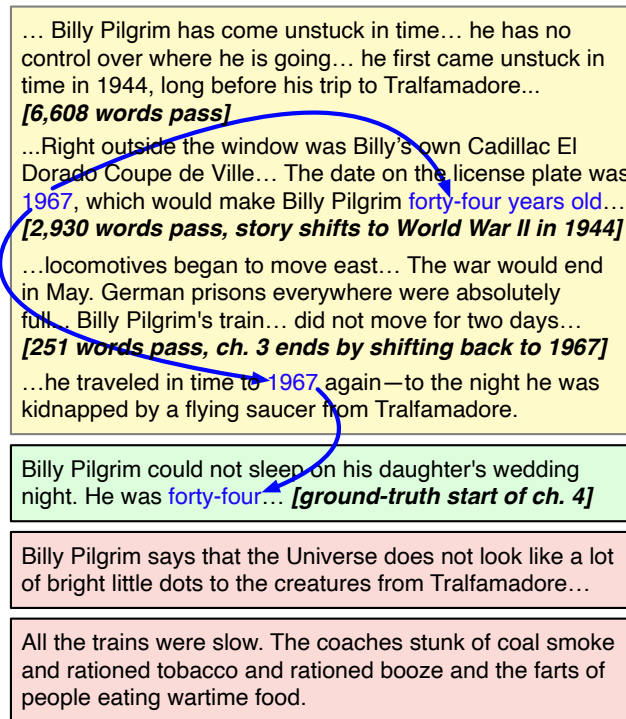 ... Billy Pilgrim has come unstuck in time… he has no
control over where he is going… he first came unstuck in
time in 1944, long before his trip to Tralfamadore...
[6,608 words pass]
...Right outside the window was Billy's own Cadillac El
Dorado Coupe de Ville… The date on the license plate was
1967, which would make Billy Pilgrim forty-four years old…
[2,930 words pass, story shifts to World War II in 1944]
…locomotives began to move east… The war would end
in May. German prisons everywhere were absolutely
full... Billy Pilgrim's train… did not move for two days…
[251 words pass, ch. 3 ends by shifting back to 1967]
…he traveled in time to 1967 again—to the night he was
kidnapped by a flying saucer from Tralfamadore.
Billy Pilgrim could not sleep on his daughter's wedding
night. He was forty-four… [ground-truth start of ch. 4]
Billy Pilgrim says that the Universe does not look like a lot
of bright little dots to the creatures from Tralfamadore…
All the trains were slow. The coaches stunk of coal smoke
and rationed tobacco and rationed booze and the farts of
people eating wartime food.